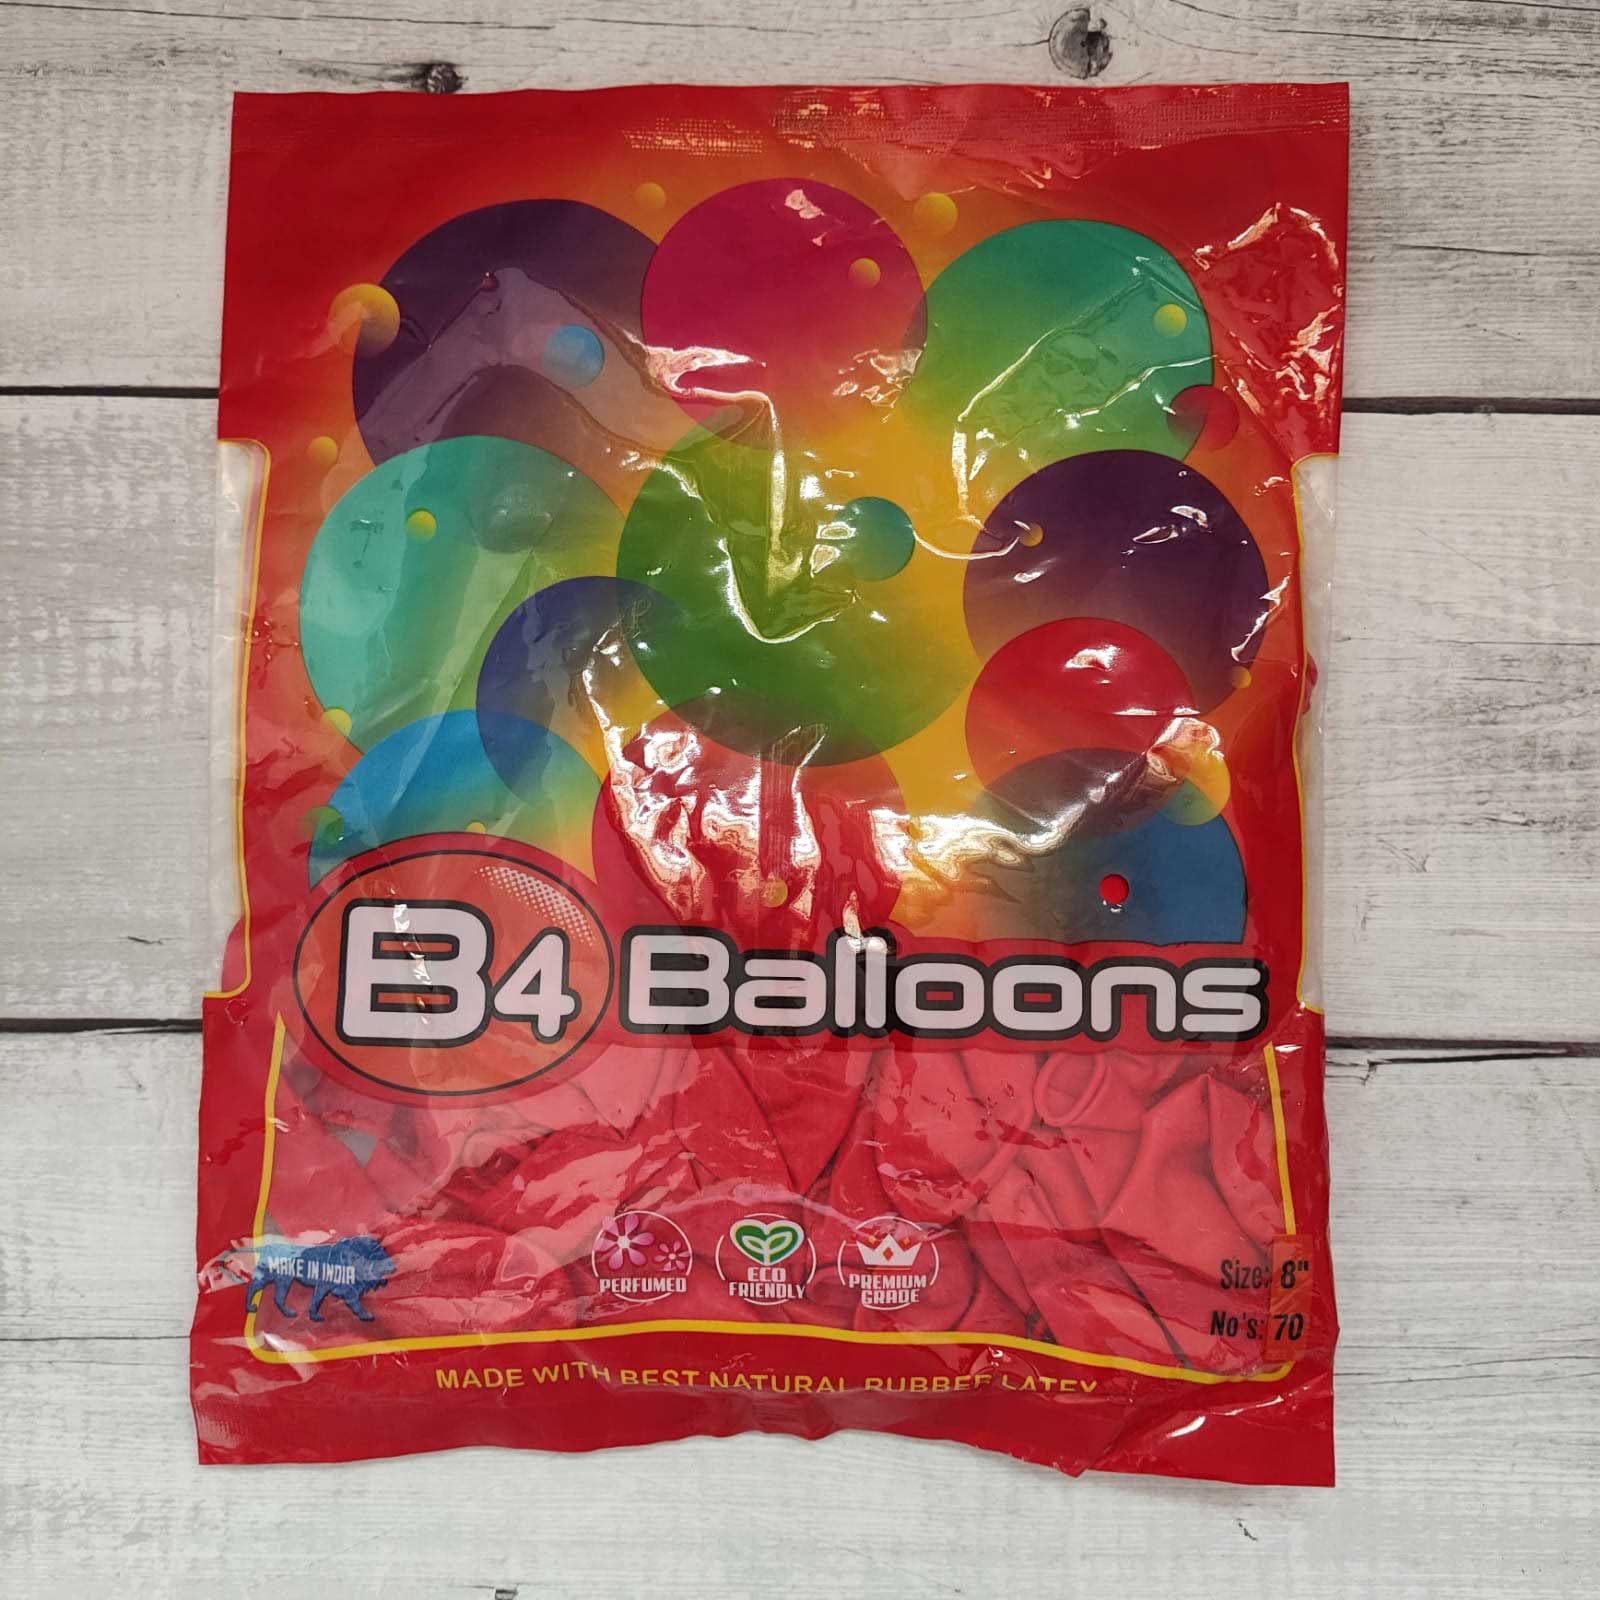 B4 Balloons
MAKE IN INDIA
PERFUMED
ECO
FRIENDLY
PREMIUM
GRADE
Size: 8"
No's: 70
MADE WITH BEST NATURAL RUBBER LATEX